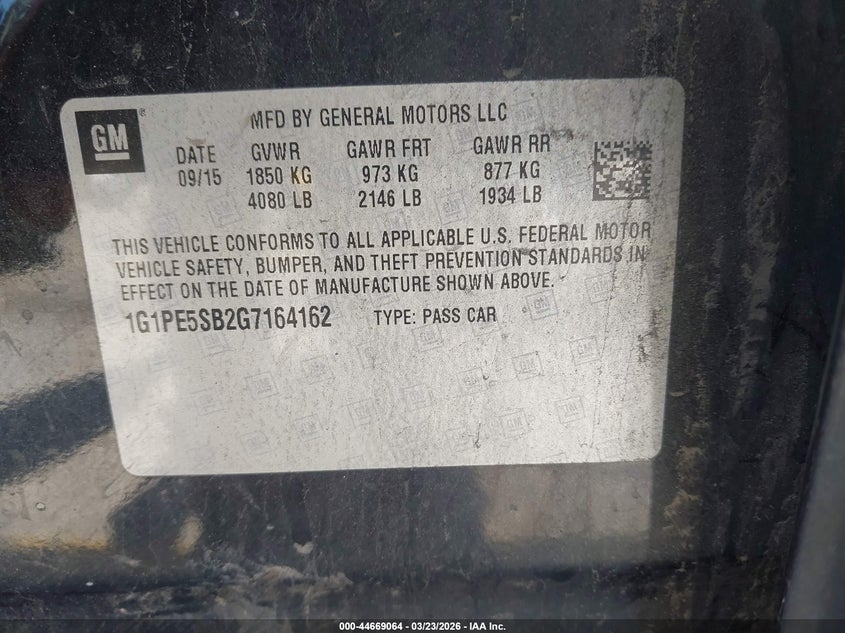 GM
MFD BY GENERAL MOTORS LLC
DATE GVWR GAWR FRT GAWR RR
09/15 1850 KG 973 KG 877 KG
4080 LB 2146 LB 1934 LB
THIS VEHICLE CONFORMS TO ALL APPLICABLE U.S. FEDERAL MOTOR
VEHICLE SAFETY, BUMPER, AND THEFT PREVENTION STANDARDS IN
EFFECT ON THE DATE OF MANUFACTURE SHOWN ABOVE.
1G1PE5SB2G7164162 TYPE: PASS CAR
000-44669064 - 03/23/2026 - IAA Inc.